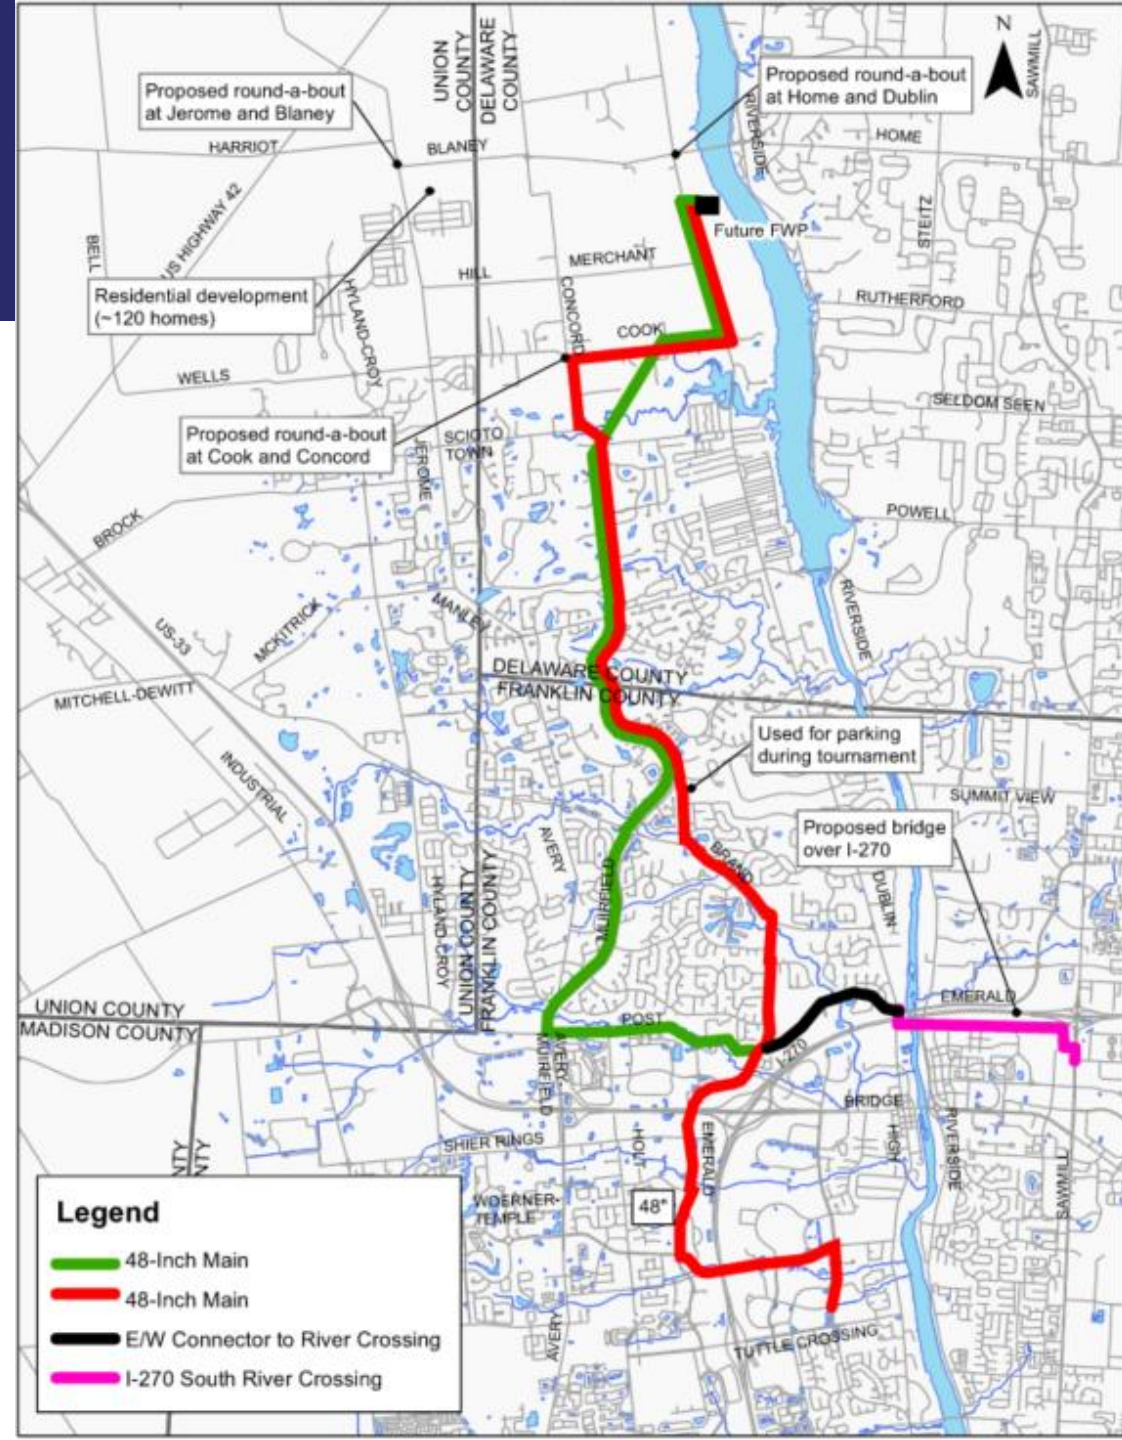 UNION
COUNTY
DELAWARE
COUNTY
N
SAWMILL
Proposed round-a-bout
at Jerome and Blaney
Proposed round-a-bout
at Home and Dublin
RIVERSIDE
HOME
HARRIOT
BLANEY
US HIGHWAY 42
BELL
STEITZ
Future FWP
MERCHANT
HILL
CONCORD
Residential development
(~120 homes)
HYLAND-CROY
RUTHERFORD
COOK
WELLS
SELDOM SEEN
Proposed round-a-bout
at Cook and Concord
SCIOTO
TOWN
JEROME
BROCK
POWELL
RIVERSIDE
MANLEY
MCKITRICK
US-33
DELAWARE COUNTY
FRANKLIN COUNTY
MITCHELL-DEWITT
Used for parking
during tournament
INDUSTRIAL
SUMMIT VIEW
Proposed bridge
over I-270
AVERY
BRAND
MUIRFIELD
DUBLIN
HYLAND-CROY
UNION COUNTY
FRANKLIN COUNTY
EMERALD
UNION COUNTY
MADISON COUNTY
POST
I-270
AVERY-
MUIRFIELD
BRIDGE
SHIER RINGS
HOLT
EMERALD
HIGH
RIVERSIDE
SAWMILL
NTY
NTY
WOERNER-
TEMPLE
48"
AVERY
TUTTLE CROSSING
Legend
48-Inch Main
48-Inch Main
E/W Connector to River Crossing
I-270 South River Crossing